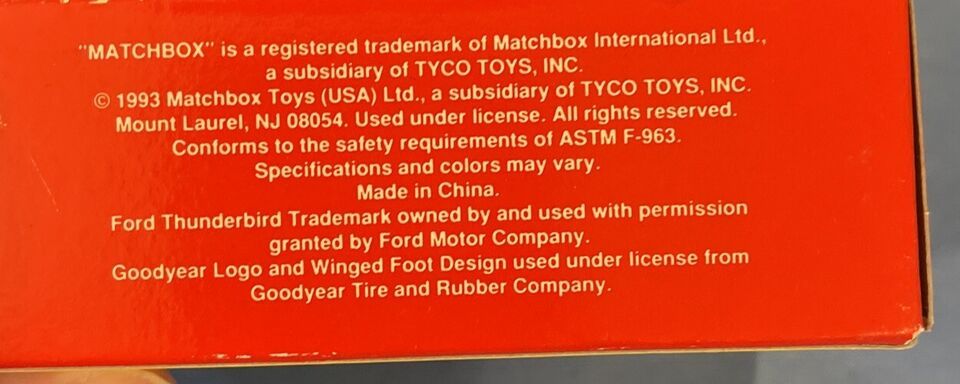 "MATCHBOX" is a registered trademark of Matchbox International Ltd.,
a subsidiary of TYCO TOYS, INC.
© 1993 Matchbox Toys (USA) Ltd., a subsidiary of TYCO TOYS, INC.
Mount Laurel, NJ 08054. Used under license. All rights reserved.
Conforms to the safety requirements of ASTM F-963.
Specifications and colors may vary.
Made in China.
Ford Thunderbird Trademark owned by and used with permission
granted by Ford Motor Company.
Goodyear Logo and Winged Foot Design used under license from
Goodyear Tire and Rubber Company.